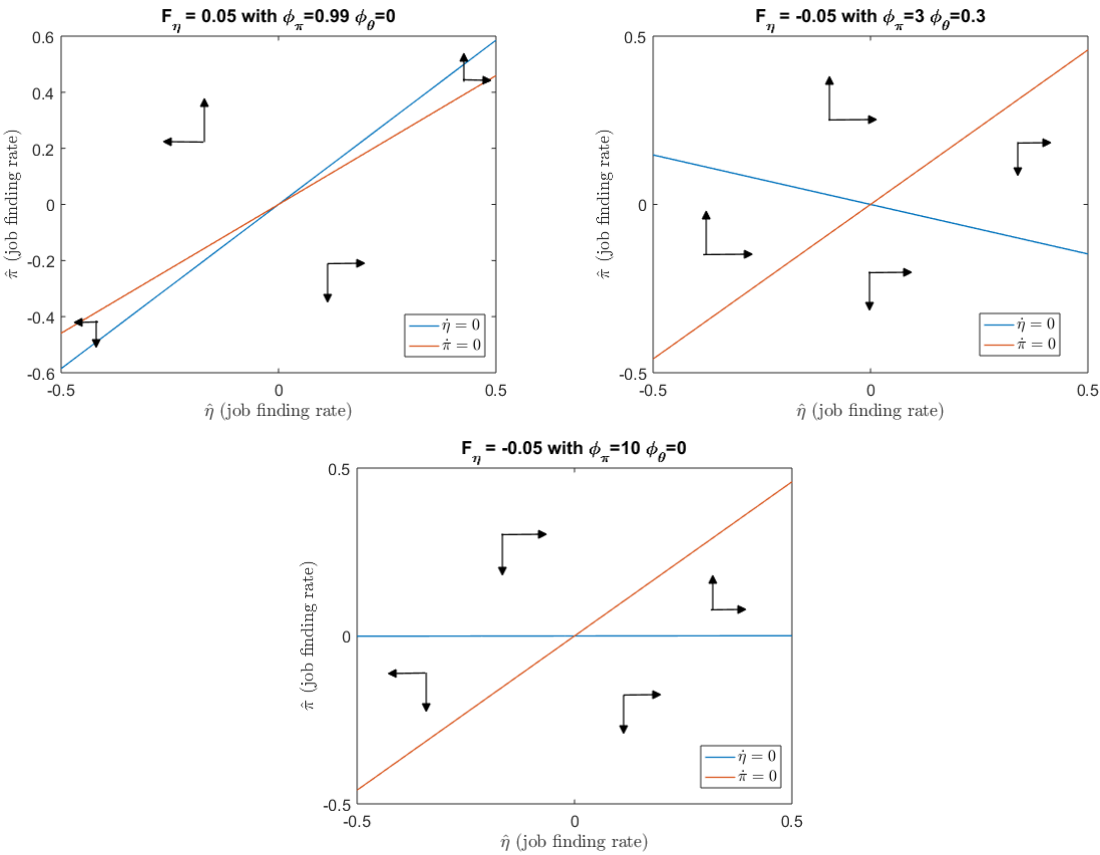 F_η = 0.05 with ϕ_π=0.99 ϕ_θ=0
0.6
0.4
0.2
0
-0.2
-0.4
-0.6
-0.5
0
0.5
π̂ (job finding rate)
η̂ (job finding rate)
η̇ = 0
π̇ = 0
F_η = -0.05 with ϕ_π=3 ϕ_θ=0.3
0.5
0
-0.5
-0.5
0
0.5
π̂ (job finding rate)
η̂ (job finding rate)
η̇ = 0
π̇ = 0
F_η = -0.05 with ϕ_π=10 ϕ_θ=0
0.5
0
-0.5
-0.5
0
0.5
π̂ (job finding rate)
η̂ (job finding rate)
η̇ = 0
π̇ = 0